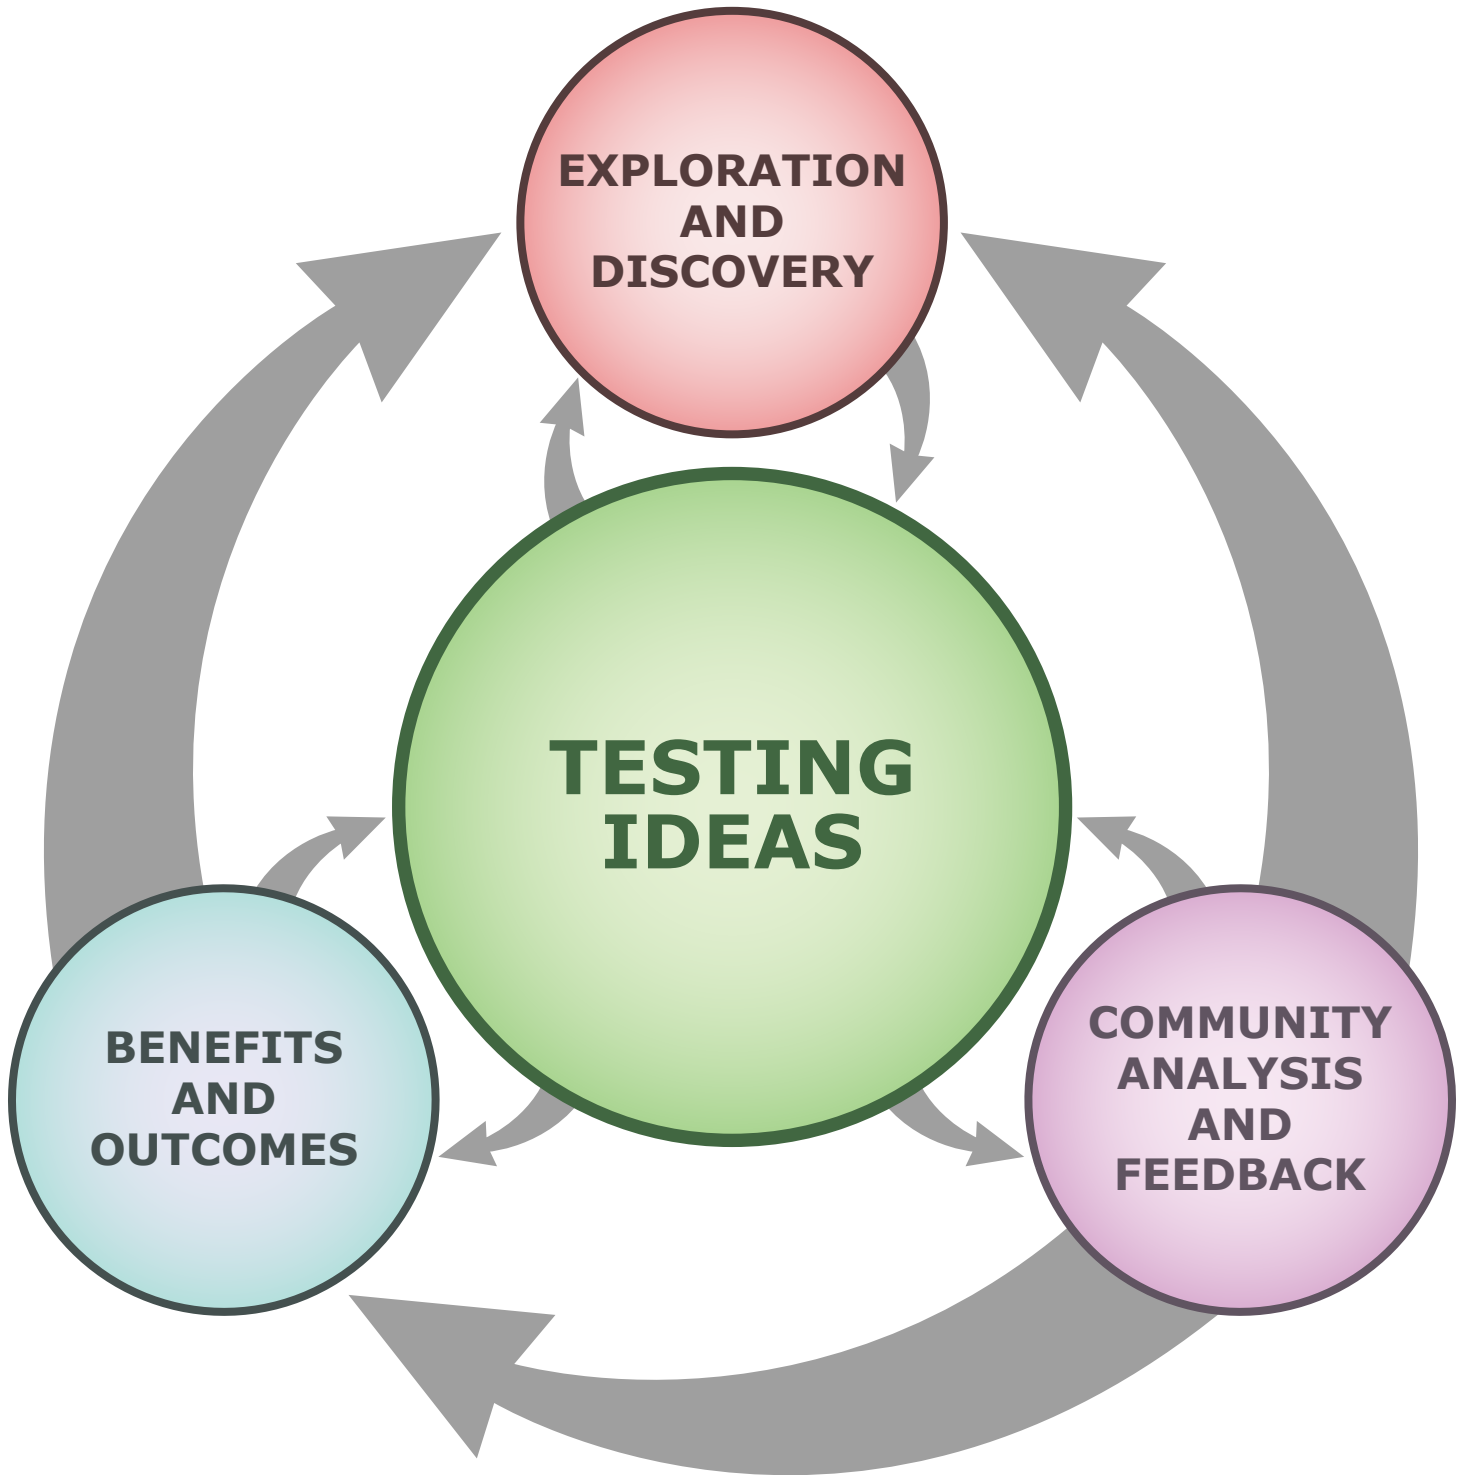 EXPLORATION
AND
DISCOVERY
TESTING
IDEAS
BENEFITS
AND
OUTCOMES
COMMUNITY
ANALYSIS
AND
FEEDBACK